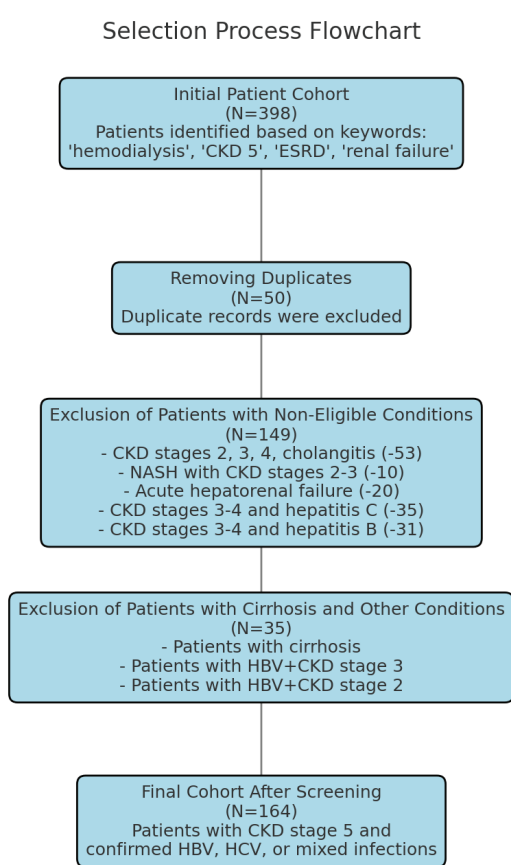 Selection Process Flowchart
Initial Patient Cohort
(N=398)
Patients identified based on keywords:
'hemodialysis', 'CKD 5', 'ESRD', 'renal failure'
Removing Duplicates
(N=50)
Duplicate records were excluded
Exclusion of Patients with Non-Eligible Conditions
(N=149)
- CKD stages 2, 3, 4, cholangitis (-53)
- NASH with CKD stages 2-3 (-10)
- Acute hepatorenal failure (-20)
- CKD stages 3-4 and hepatitis C (-35)
- CKD stages 3-4 and hepatitis B (-31)
Exclusion of Patients with Cirrhosis and Other Conditions
(N=35)
- Patients with cirrhosis
- Patients with HBV+CKD stage 3
- Patients with HBV+CKD stage 2
Final Cohort After Screening
(N=164)
Patients with CKD stage 5 and
confirmed HBV, HCV, or mixed infections